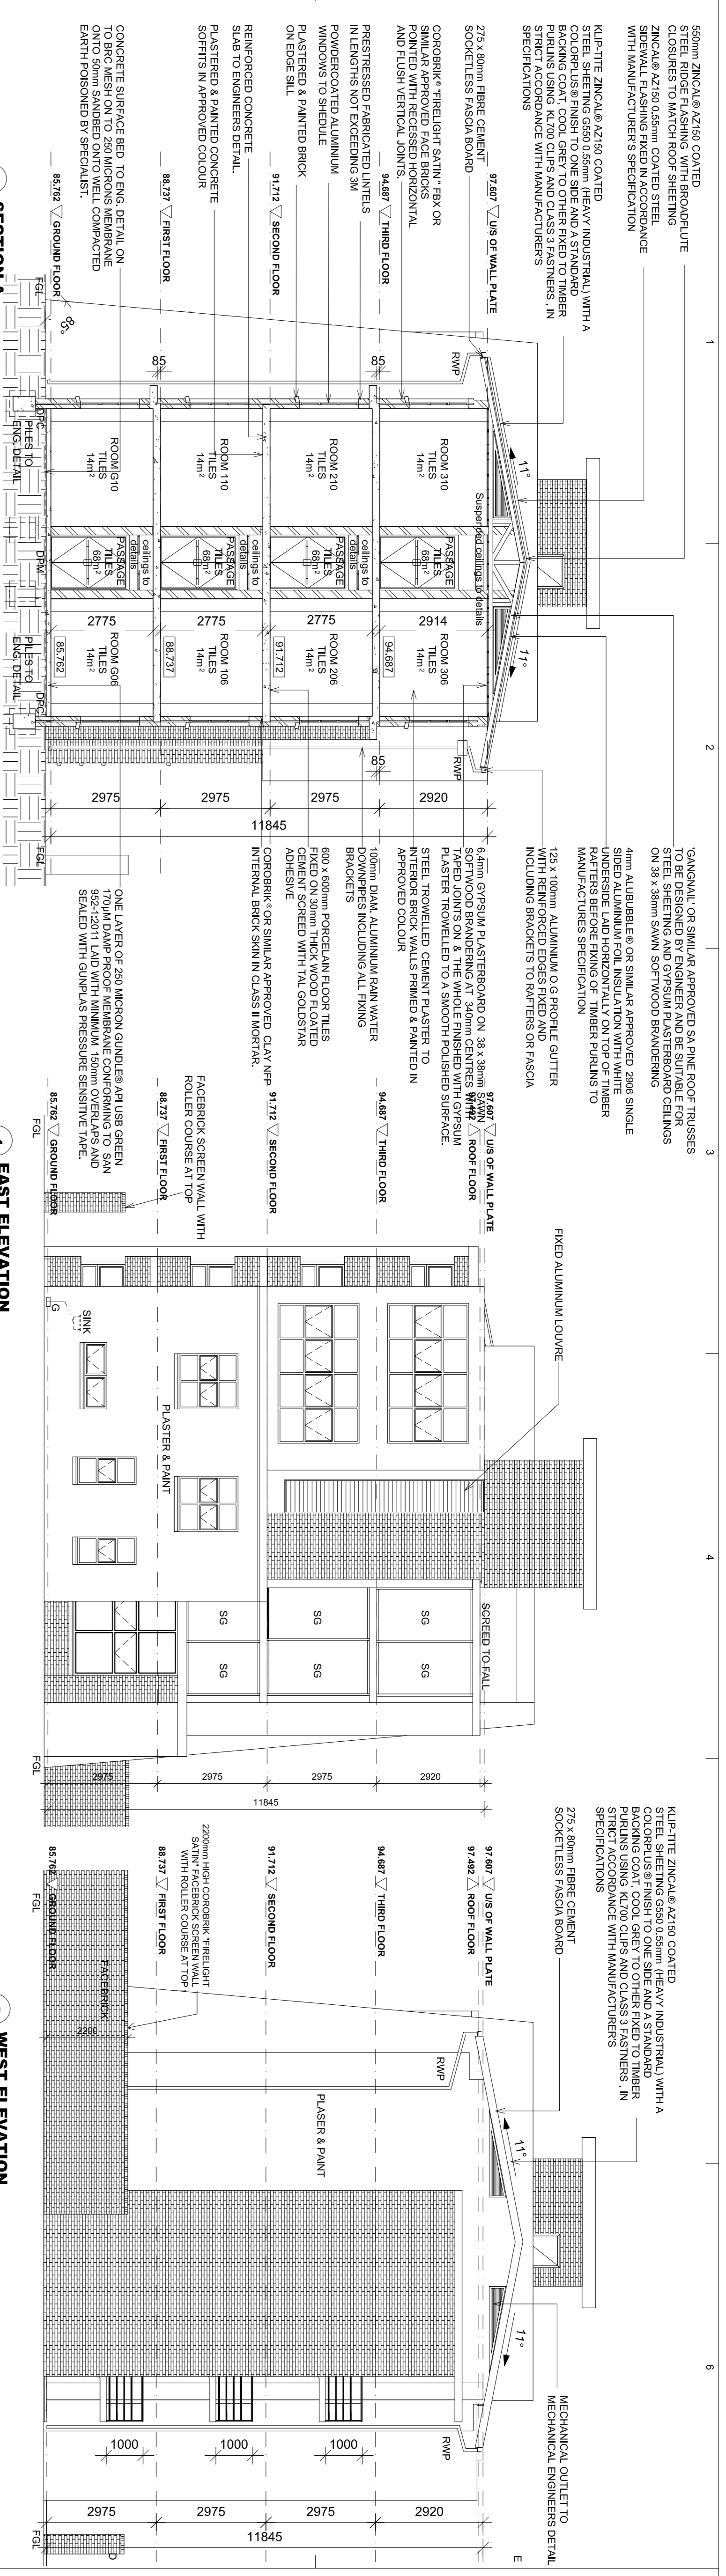 1
2
3
4
6
E
550mm ZINCAL® AZ150 COATED
STEEL RIDGE FLASHING WITH BROADFLUTE
CLOSURES TO MATCH ROOF SHEETING
ZINCAL® AZ150 0.55mm COATED STEEL
SIDEWALL FLASHING FIXED IN ACCORDANCE
WITH MANUFACTURER'S SPECIFICATION
KLIP-TITE ZINCAL® AZ150 COATED
STEEL SHEETING G550 0,55mm (HEAVY INDUSTRIAL) WITH A
COLORPLUS® FINISH TO ONE SIDE AND A STANDARD
BACKING COAT, COOL GREY TO OTHER FIXED TO TIMBER
PURLINS USING KL700 CLIPS AND CLASS 3 FASTNERS , IN
STRICT ACCORDANCE WITH MANUFACTURER'S
SPECIFICATIONS
275 x 80mm FIBRE CEMENT
SOCKETLESS FASCIA BOARD
COROBRIK® "FIRELIGHT SATIN " FBX OR
SIMILAR APPROVED FACE BRICKS
POINTED WITH RECESSED HORIZONTAL
AND FLUSH VERTICAL JOINTS.
PRESTRESSED FABRICATED LINTELS
IN LENGTHS NOT EXCEEDING 3M
POWDERCOATED ALUMINIUM
WINDOWS TO SHEDULE
PLASTERED & PAINTED BRICK
ON EDGE SILL
REINFORCED CONCRETE
SLAB TO ENGINEERS DETAIL.
PLASTERED & PAINTED CONCRETE
SOFFITS IN APPROVED COLOUR
CONCRETE SURFACE BED TO ENG. DETAIL ON
TO BRC MESH ON TO 250 MICRONS MEMBRANE
ONTO 50mm SANDBED ONTO WELL COMPACTED
EARTH POISONED BY SPECIALIST.
97.607 U/S OF WALL PLATE
94.687 THIRD FLOOR
91.712 SECOND FLOOR
88.737 FIRST FLOOR
85.762 GROUND FLOOR
FGL
85°
85
85
85
RWP
RWP
11°
11°
Suspended ceilings to details
ROOM 310
TILES
14m²
PASSAGE
TILES
68m²
ROOM 306
TILES
14m²
2914
94.687
ROOM 210
TILES
14m²
ceilings to
details
PASSAGE
TILES
68m²
ROOM 206
TILES
14m²
2775
91.712
ROOM 110
TILES
14m²
ceilings to
details
PASSAGE
TILES
68m²
ROOM 106
TILES
14m²
2775
88.737
ROOM G10
TILES
14m²
ceilings to
details
PASSAGE
TILES
68m²
ROOM G06
TILES
14m²
2775
85.762
DPC
DPM
DPC
PILES TO
ENG. DETAIL
PILES TO
ENG. DETAIL
2920
2975
2975
2975
11845
FGL
'GANGNAIL' OR SIMILAR APPROVED SA PINE ROOF TRUSSES
TO BE DESIGNED BY ENGINEER AND BE SUITABLE FOR
STEEL SHEETING AND GYPSUM PLASTERBOARD CEILINGS
ON 38 x 38mm SAWN SOFTWOOD BRANDERING
4mm ALUBUBBLE® OR SIMILAR APPROVED 2906 SINGLE
SIDED ALUMINIUM FOIL INSULATION WITH WHITE
UNDERSIDE LAID HORIZONTALLY ON TOP OF TIMBER
RAFTERS BEFORE FIXING OF TIMBER PURLINS TO
MANUFACTURES SPECIFICATION
125 x 100mm ALUMINIUM O.G PROFILE GUTTER
WITH REINFORCED EDGES FIXED AND
INCLUDING BRACKETS TO RAFTERS OR FASCIA
6,4mm GYPSUM PLASTERBOARD ON 38 x 38mm SAWN
SOFTWOOD BRANDERING AT 340mm CENTRES WITH
TAPED JOINTS ON & THE WHOLE FINISHED WITH GYPSUM
PLASTER TROWELLED TO A SMOOTH POLISHED SURFACE.
STEEL TROWELLED CEMENT PLASTER TO
INTERIOR BRICK WALLS PRIMED & PAINTED IN
APPROVED COLOUR
100mm DIAM. ALUMINIUM RAIN WATER
DOWNPIPES INCLUDING ALL FIXING
BRACKETS
600 x 600mm PORCELAIN FLOOR TILES
FIXED ON 30mm THICK WOOD FLOATED
CEMENT SCREED WITH TAL GOLDSTAR
ADHESIVE
COROBRIK® OR SIMILAR APPROVED CLAY NFP
INTERNAL BRICK SKIN IN CLASS II MORTAR.
ONE LAYER OF 250 MICRON GUNDLE® API USB GREEN
170µM DAMP PROOF MEMBRANE CONFORMING TO SAN
952-12011 LAID WITH MINIMUM 150mm OVERLAPS AND
SEALED WITH GUNPLAS PRESSURE SENSITIVE TAPE.
97.607 U/S OF WALL PLATE
97.492 ROOF FLOOR
94.687 THIRD FLOOR
91.712 SECOND FLOOR
88.737 FIRST FLOOR
85.762 GROUND FLOOR
FGL
FACEBRICK SCREEN WALL WITH
ROLLER COURSE AT TOP
FIXED ALUMINUM LOUVRE
G
SINK
PLASTER & PAINT
SCREED TO FALL
SG
SG
SG
SG
SG
SG
2920
2975
2975
2975
11845
FGL
1 EAST ELEVATION
KLIP-TITE ZINCAL® AZ150 COATED
STEEL SHEETING G550 0,55mm (HEAVY INDUSTRIAL) WITH A
COLORPLUS® FINISH TO ONE SIDE AND A STANDARD
BACKING COAT, COOL GREY TO OTHER FIXED TO TIMBER
PURLINS USING KL700 CLIPS AND CLASS 3 FASTNERS , IN
STRICT ACCORDANCE WITH MANUFACTURER'S
SPECIFICATIONS
275 x 80mm FIBRE CEMENT
SOCKETLESS FASCIA BOARD
97.607 U/S OF WALL PLATE
97.492 ROOF FLOOR
94.687 THIRD FLOOR
91.712 SECOND FLOOR
88.737 FIRST FLOOR
85.762 GROUND FLOOR
FGL
2200mm HIGH COROBRIK "FIRELIGHT
SATIN" FACEBRICK SCREEN WALL
WITH ROLLER COURSE AT TOP
FACEBRICK
2200
RWP
PLASER & PAINT
11°
11°
MECHANICAL OUTLET TO
MECHANICAL ENGINEERS DETAIL
RWP
1000
1000
1000
2920
2975
2975
2975
11845
FGL
D
WEST ELEVATION
SECTION A